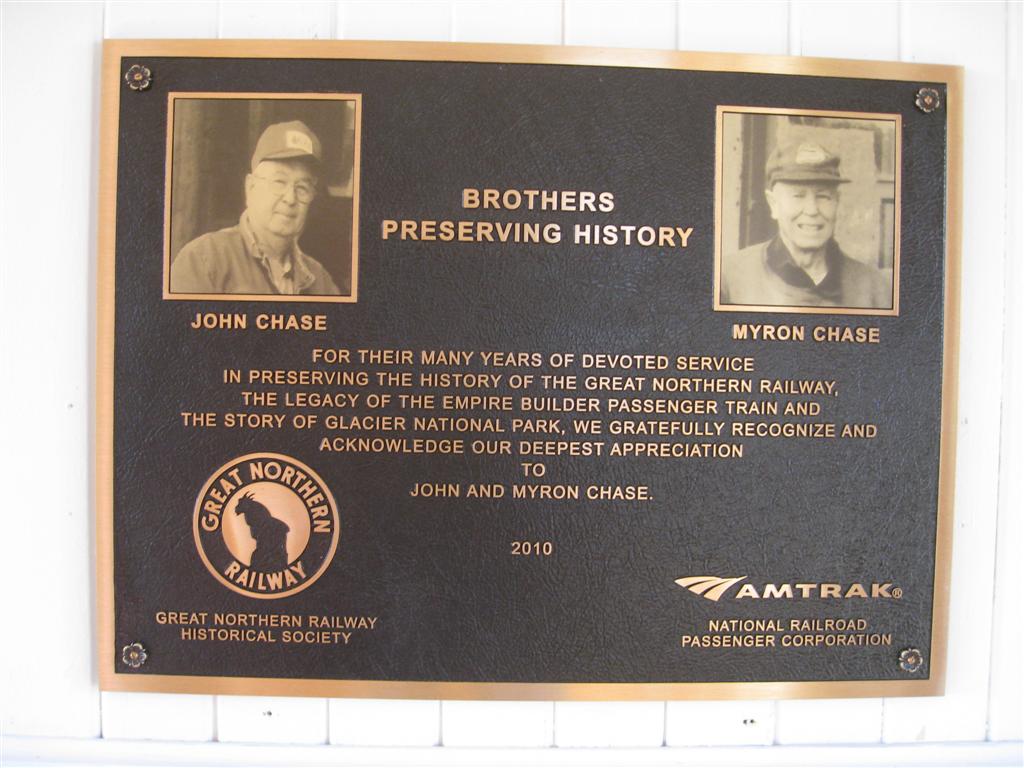 BROTHERS
PRESERVING HISTORY
JOHN CHASE
MYRON CHASE
FOR THEIR MANY YEARS OF DEVOTED SERVICE
IN PRESERVING THE HISTORY OF THE GREAT NORTHERN RAILWAY,
THE LEGACY OF THE EMPIRE BUILDER PASSENGER TRAIN AND
THE STORY OF GLACIER NATIONAL PARK, WE GRATEFULLY RECOGNIZE AND
ACKNOWLEDGE OUR DEEPEST APPRECIATION
TO
JOHN AND MYRON CHASE.
2010
GREAT NORTHERN
RAILWAY
GREAT NORTHERN RAILWAY
HISTORICAL SOCIETY
AMTRAK®
NATIONAL RAILROAD
PASSENGER CORPORATION